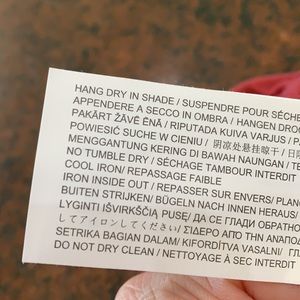 HANG DRY IN SHADE / SUSPENDRE POUR SÉCHE
APPENDERE A SECCO IN OMBRA / HANGEN DRO
PAKĀRT ŽĀVĒ ĒNĀ / RIPUTADA KUIVA VARJUS / PA
POWIESIĆ SUCHE W CIENIU / 阴凉处悬挂晾干 / D
MENGGANTUNG KERING DI BAWAH NAUNGAN / TE
NO TUMBLE DRY / SÉCHAGE TAMBOUR INTERDIT
COOL IRON / REPASSAGE FAIBLE
IRON INSIDE OUT / REPASSER SUR ENVERS / PLAN
BUITEN STRIJKEN / BÜGELN NACH INNEN HERAUS /
LYGINTI IŠVIRKŠČIĄ PUSĘ / ДА СЕ ГЛАДИ ОБРАТНО
してアイロンしてください / ΣΙΔΕΡΟ ΑΠΟ ΤΗΝ ΑΝΑΠΟΔ
SETRIKA BAGIAN DALAM / KIFORDÍTVA VASALNI /
DO NOT DRY CLEAN / NETTOYAGE À SEC INTERDIT